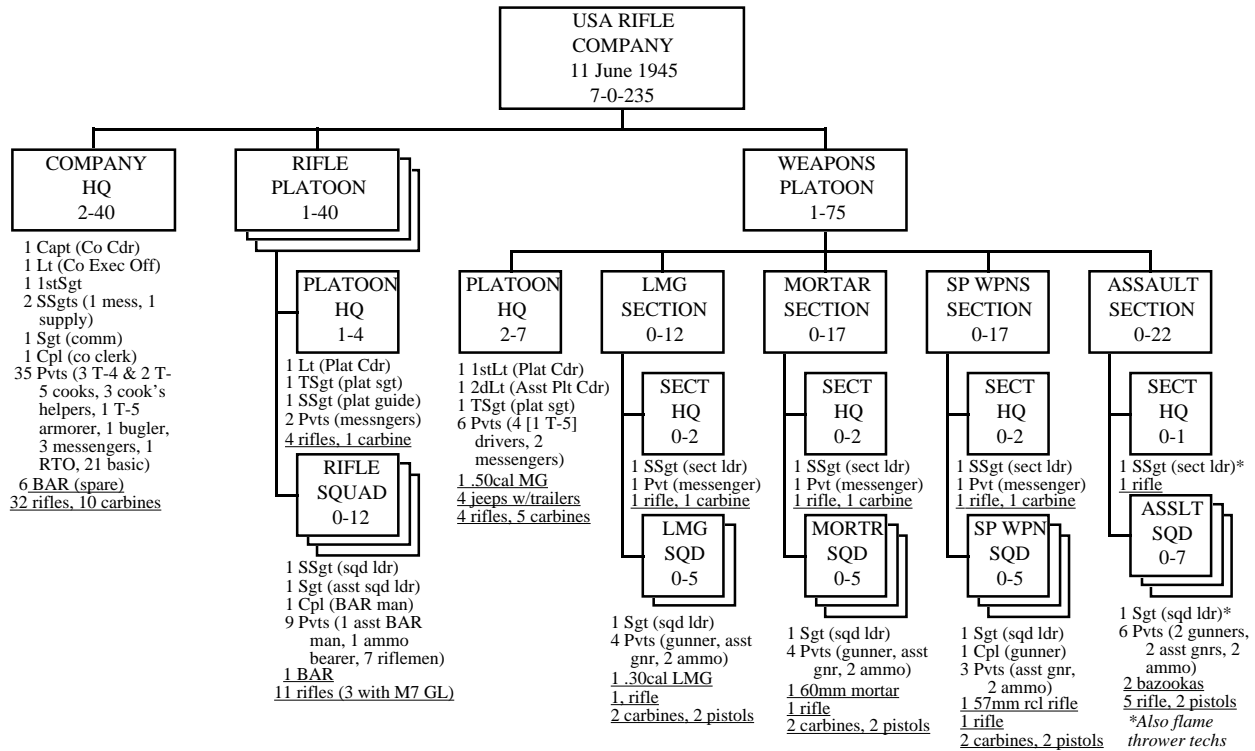 USA RIFLE
COMPANY
11 June 1945
7-0-235
COMPANY
HQ
2-40
1 Capt (Co Cdr)
1 Lt (Co Exec Off)
1 1stSgt
2 SSgts (1 mess, 1
supply)
1 Sgt (comm)
1 Cpl (co clerk)
35 Pvts (3 T-4 & 2 T-
5 cooks, 3 cook's
helpers, 1 T-5
armorer, 1 bugler,
3 messengers, 1
RTO, 21 basic)
6 BAR (spare)
32 rifles, 10 carbines
RIFLE
PLATOON
1-40
PLATOON
HQ
1-4
1 Lt (Plat Cdr)
1 TSgt (plat sgt)
1 SSgt (plat guide)
2 Pvts (messngers)
4 rifles, 1 carbine
RIFLE
SQUAD
0-12
1 SSgt (sqd ldr)
1 Sgt (asst sqd ldr)
1 Cpl (BAR man)
9 Pvts (1 asst BAR
man, 1 ammo
bearer, 7 riflemen)
1 BAR
11 rifles (3 with M7 GL)
WEAPONS
PLATOON
1-75
PLATOON
HQ
2-7
1 1stLt (Plat Cdr)
1 2dLt (Asst Plt Cdr)
1 TSgt (plat sgt)
6 Pvts (4 [1 T-5]
drivers, 2
messengers)
1 .50cal MG
4 jeeps w/trailers
4 rifles, 5 carbines
LMG
SECTION
0-12
SECT
HQ
0-2
1 SSgt (sect ldr)
1 Pvt (messenger)
1 rifle, 1 carbine
LMG
SQD
0-5
1 Sgt (sqd ldr)
4 Pvts (gunner, asst
gnr, 2 ammo)
1 .30cal LMG
1, rifle
2 carbines, 2 pistols
MORTAR
SECTION
0-17
SECT
HQ
0-2
1 SSgt (sect ldr)
1 Pvt (messenger)
1 rifle, 1 carbine
MORTR
SQD
0-5
1 Sgt (sqd ldr)
4 Pvts (gunner, asst
gnr, 2 ammo)
1 60mm mortar
1 rifle
2 carbines, 2 pistols
SP WPNS
SECTION
0-17
SECT
HQ
0-2
1 SSgt (sect ldr)
1 Pvt (messenger)
1 rifle, 1 carbine
SP WPN
SQD
0-5
1 Sgt (sqd ldr)
1 Cpl (gunner)
3 Pvts (asst gnr,
2 ammo)
1 57mm rcl rifle
1 rifle
2 carbines, 2 pistols
ASSAULT
SECTION
0-22
SECT
HQ
0-1
1 SSgt (sect ldr)*
1 rifle
ASSLT
SQD
0-7
1 Sgt (sqd ldr)*
6 Pvts (2 gunners,
2 asst gnrs, 2
ammo)
2 bazookas
5 rifle, 2 pistols
*Also flame
thrower techs